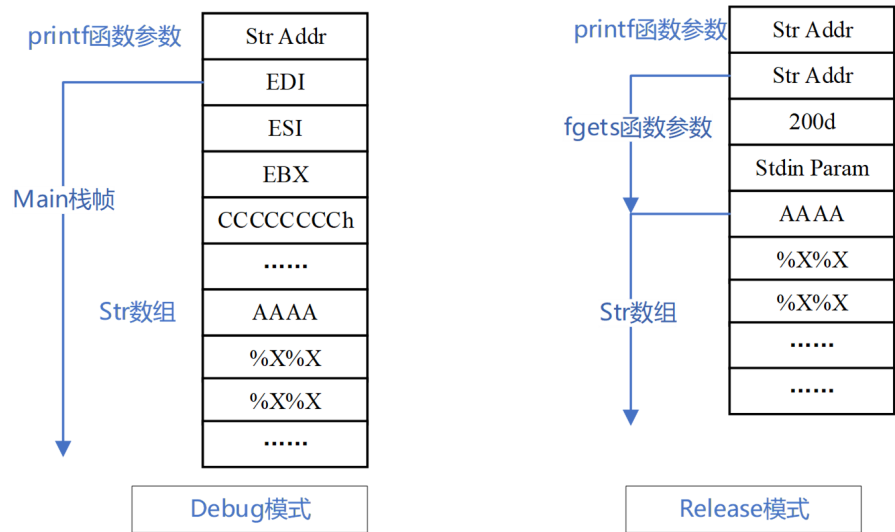 printf函数参数
Str Addr
EDI
ESI
EBX
Main栈帧
CCCCCCCCh
······
Str数组
AAAA
%X%X
%X%X
······
Debug模式
printf函数参数
Str Addr
Str Addr
fgets函数参数
200d
Stdin Param
AAAA
%X%X
Str数组
%X%X
······
······
Release模式